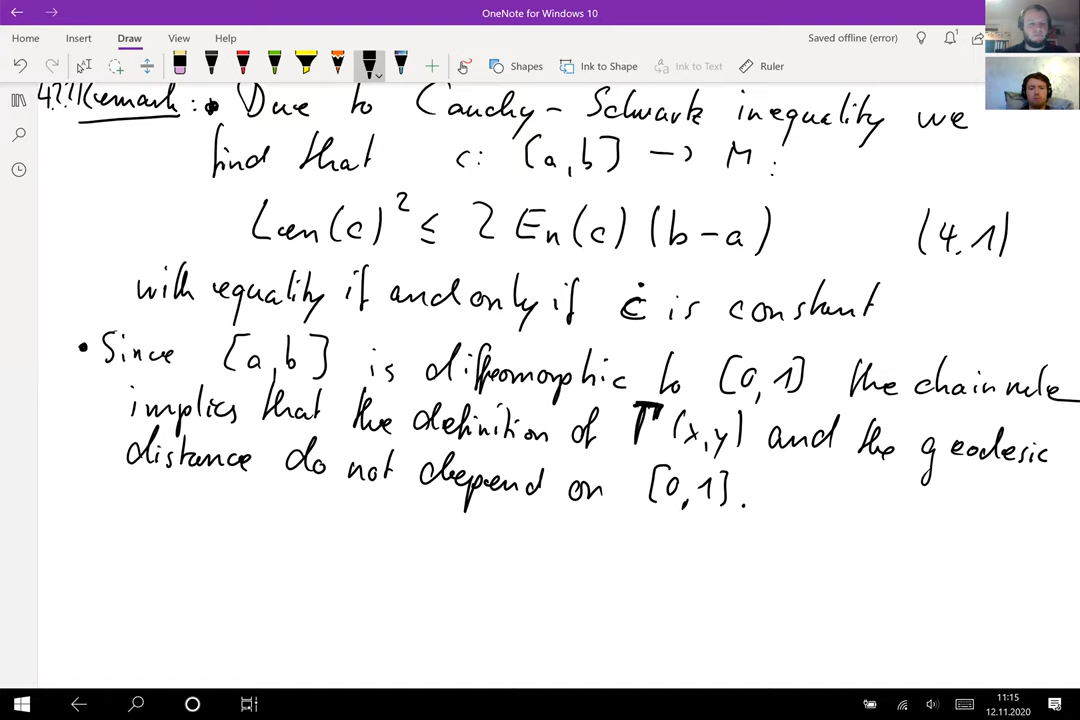 OneNote for Windows 10
Home Insert Draw View Help Saved offline (error)
Shapes Ink to Shape Ink to Text Ruler
Remark : • Due to Cauchy - Schwartz inequality we
find that c: [a,b] → M :
Len(c)² ≤ 2 En(c) (b-a) (4.1)
with equality if and only if ċ is constant
• Since [a,b] is diffeomorphic to [0,1] the chain rule
implies that the definition of Γ(x,y) and the geodesic
distance do not depend on [0,1].
11:15
12.11.2020